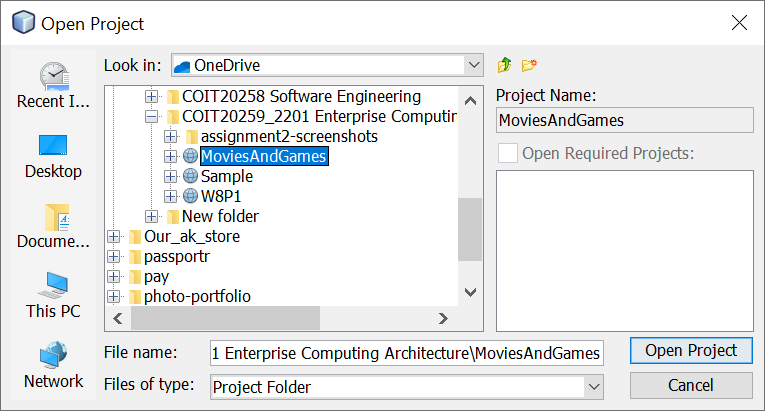 Open Project
Look in: OneDrive
Recent I...
Desktop
Docume...
This PC
Network
COIT20258 Software Engineering
COIT20259_2201 Enterprise Computin
assignment2-screenshots
MoviesAndGames
Sample
W8P1
New folder
Our_ak_store
passportr
pay
photo-portfolio
Project Name:
MoviesAndGames
Open Required Projects:
File name: 1 Enterprise Computing Architecture\MoviesAndGames
Open Project
Files of type: Project Folder
Cancel